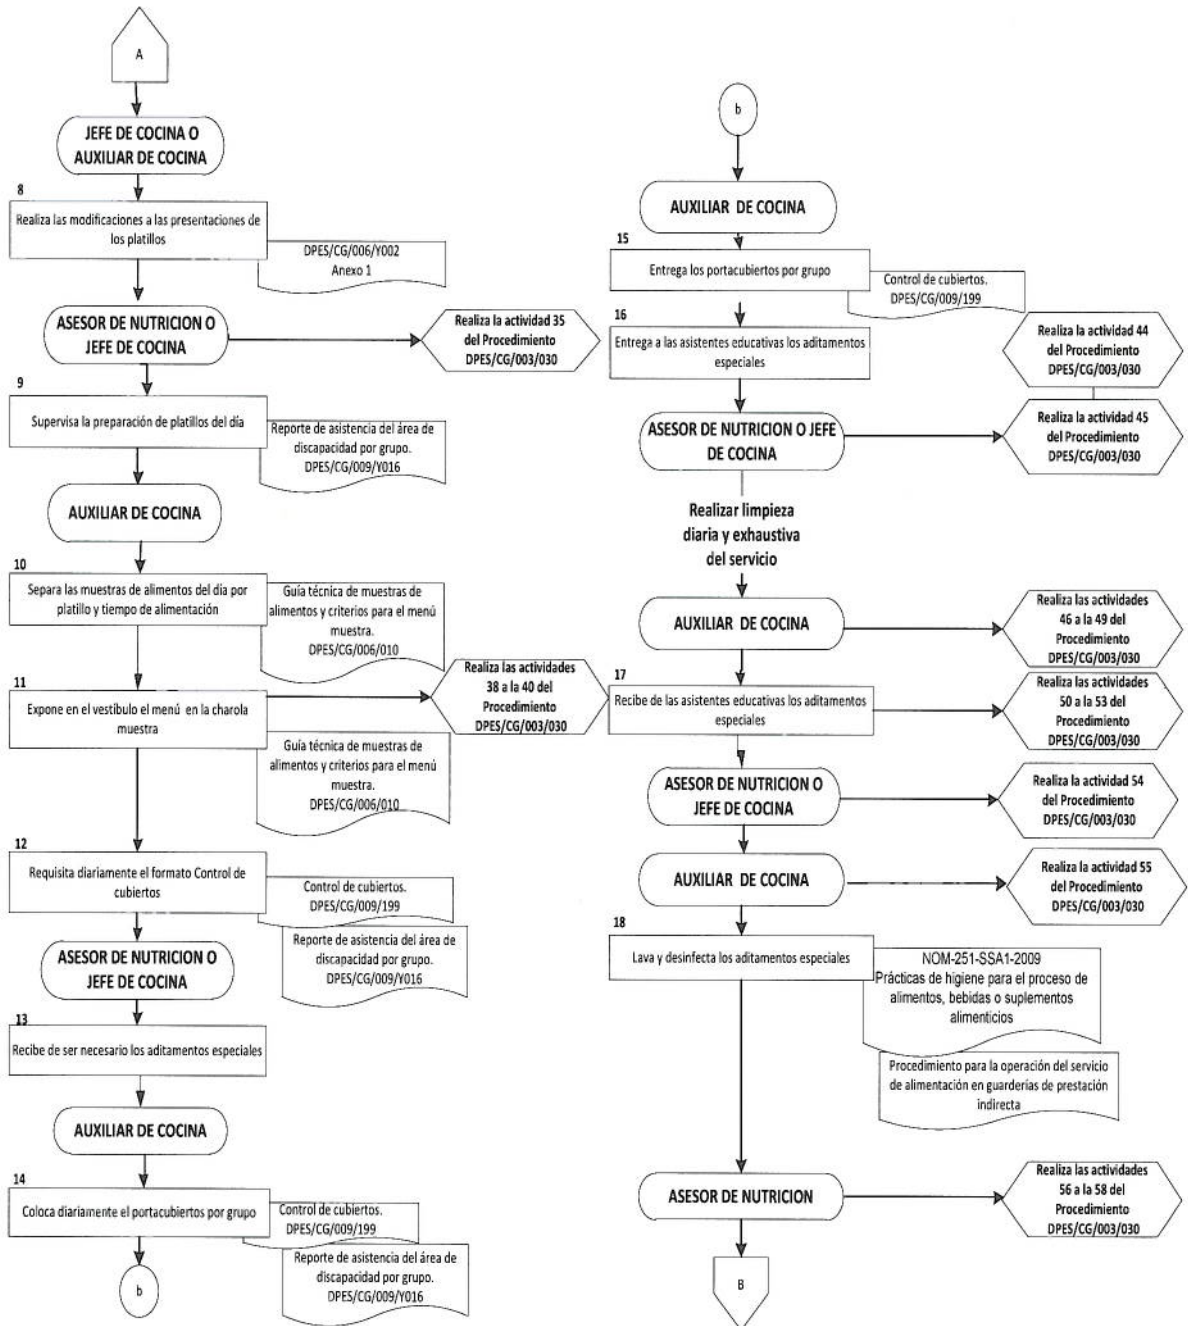 A
JEFE DE COCINA O
AUXILIAR DE COCINA
8
Realiza las modificaciones a las presentaciones de
los platillos
DPES/CG/006/Y002
Anexo 1
ASESOR DE NUTRICION O
JEFE DE COCINA
Realiza la actividad 35
del Procedimiento
DPES/CG/003/030
9
Supervisa la preparación de platillos del día
Reporte de asistencia del área de
discapacidad por grupo.
DPES/CG/009/Y016
AUXILIAR DE COCINA
10
Separa las muestras de alimentos del dia por
platillo y tiempo de alimentación
Guía técnica de muestras de
alimentos y criterios para el menú
muestra.
DPES/CG/006/010
11
Expone en el vestíbulo el menú en la charola
muestra
Realiza las actividades
38 a la 40 del
Procedimiento
DPES/CG/003/030
Guía técnica de muestras de
alimentos y criterios para el menú
muestra.
DPES/CG/006/010
12
Requisita diariamente el formato Control de
cubiertos
Control de cubiertos.
DPES/CG/009/199
Reporte de asistencia del área de
discapacidad por grupo.
DPES/CG/009/Y016
ASESOR DE NUTRICION O
JEFE DE COCINA
13
Recibe de ser necesario los aditamentos especiales
AUXILIAR DE COCINA
14
Coloca diariamente el portacubiertos por grupo
Control de cubiertos.
DPES/CG/009/199
Reporte de asistencia del área de
discapacidad por grupo.
DPES/CG/009/Y016
b
b
AUXILIAR DE COCINA
15
Entrega los portacubiertos por grupo
Control de cubiertos.
DPES/CG/009/199
16
Entrega a las asistentes educativas los aditamentos
especiales
Realiza la actividad 44
del Procedimiento
DPES/CG/003/030
ASESOR DE NUTRICION O JEFE
DE COCINA
Realiza la actividad 45
del Procedimiento
DPES/CG/003/030
Realizar limpieza
diaria y exhaustiva
del servicio
AUXILIAR DE COCINA
Realiza las actividades
46 a la 49 del
Procedimiento
DPES/CG/003/030
17
Recibe de las asistentes educativas los aditamentos
especiales
Realiza las actividades
50 a la 53 del
Procedimiento
DPES/CG/003/030
ASESOR DE NUTRICION O
JEFE DE COCINA
Realiza la actividad 54
del Procedimiento
DPES/CG/003/030
AUXILIAR DE COCINA
Realiza la actividad 55
del Procedimiento
DPES/CG/003/030
18
Lava y desinfecta los aditamentos especiales
NOM-251-SSA1-2009
Prácticas de higiene para el proceso de
alimentos, bebidas o suplementos
alimenticios
Procedimiento para la operación del servicio
de alimentación en guarderías de prestación
indirecta
ASESOR DE NUTRICION
Realiza las actividades
56 a la 58 del
Procedimiento
DPES/CG/003/030
B